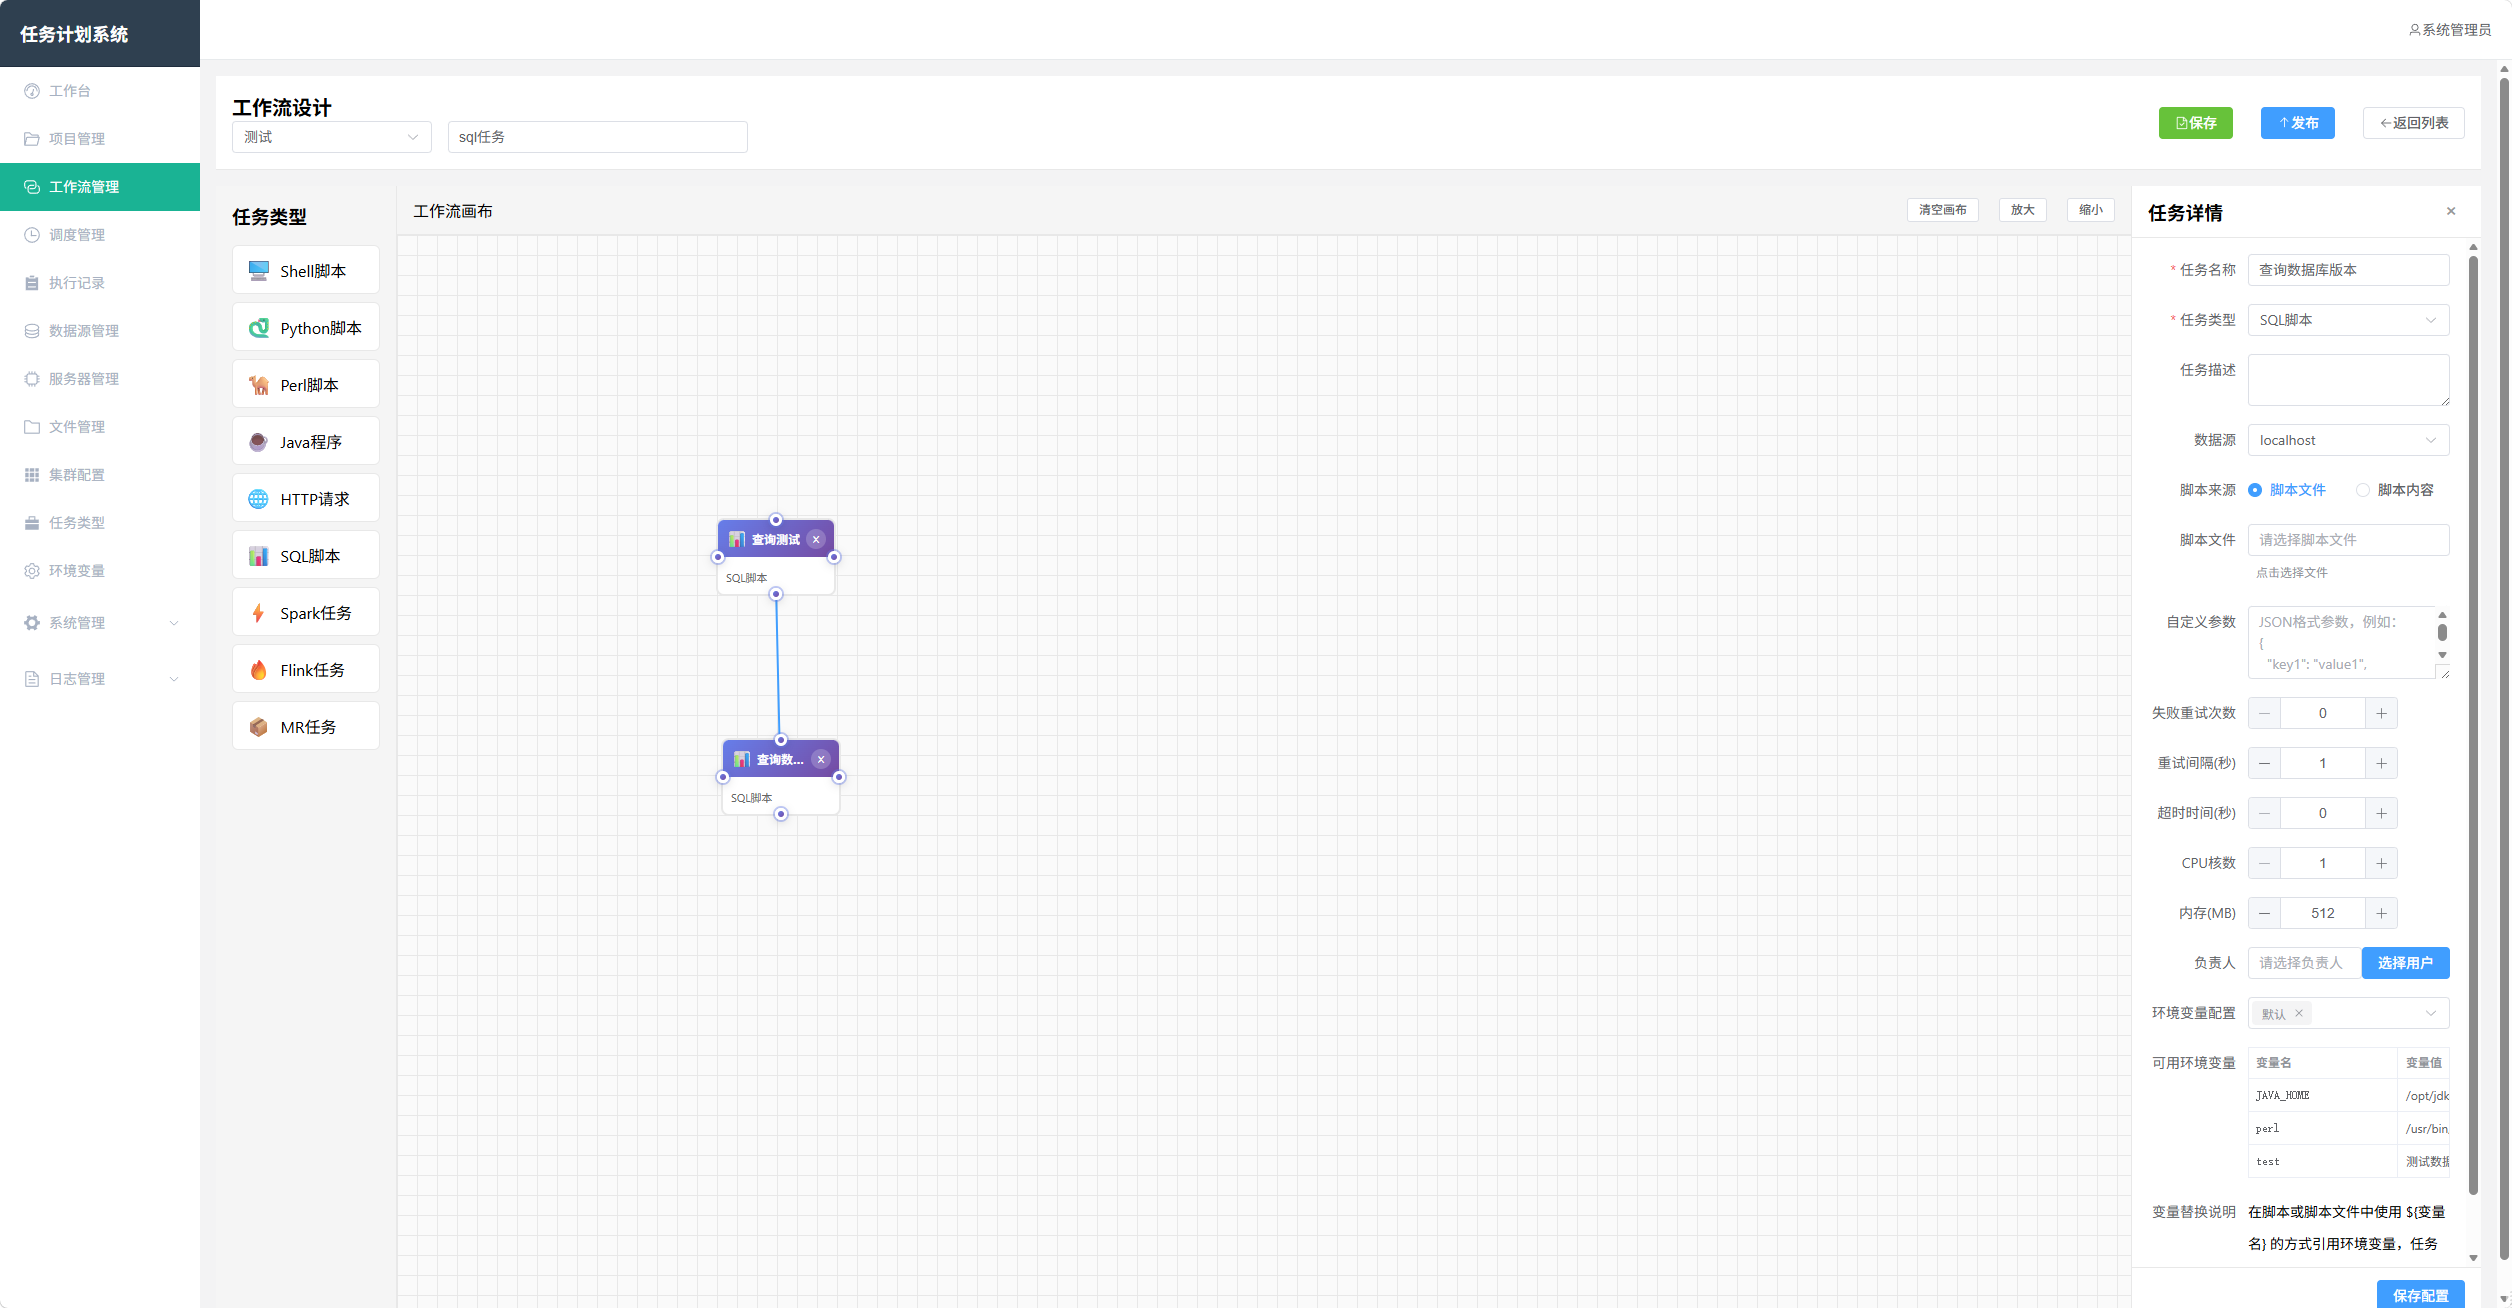 任务计划系统
系统管理员
工作台
项目管理
工作流管理
调度管理
执行记录
数据源管理
服务器管理
文件管理
集群配置
任务类型
环境变量
系统管理
日志管理
工作流设计
测试
sql任务
保存
发布
返回列表
任务类型
Shell脚本
Python脚本
Perl脚本
Java程序
HTTP请求
SQL脚本
Spark任务
Flink任务
MR任务
工作流画布
清空画布
放大
缩小
查询测试
SQL脚本
查询数...
SQL脚本
任务详情
* 任务名称 查询数据库版本
* 任务类型 SQL脚本
任务描述
数据源 localhost
脚本来源 脚本文件 脚本内容
脚本文件 请选择脚本文件
点击选择文件
自定义参数 JSON格式参数，例如：
{
"key1": "value1",
失败重试次数 0
重试间隔(秒) 1
超时时间(秒) 0
CPU核数 1
内存(MB) 512
负责人 请选择负责人 选择用户
环境变量配置 默认
可用环境变量 变量名 变量值
JAVA_HOME /opt/jdk
perl /usr/bin/
test 测试数据
变量替换说明 在脚本或脚本文件中使用 ${变量
名} 的方式引用环境变量，任务
保存配置